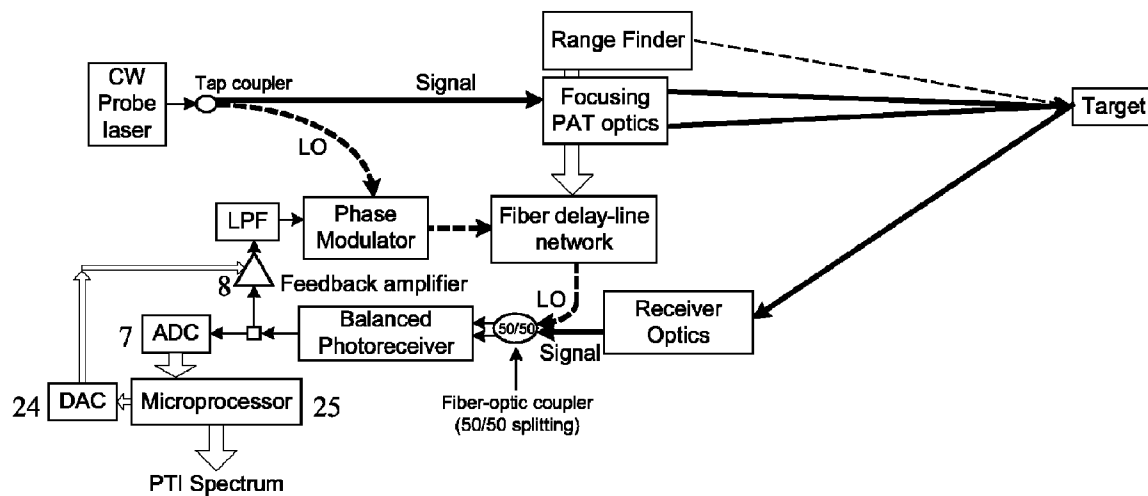 Range Finder
CW
Probe
laser
Tap coupler
Signal
Focusing
PAT optics
Target
LO
LPF
Phase
Modulator
Fiber delay-line
network
8
Feedback amplifier
LO
7
ADC
Balanced
Photoreceiver
50/50
Signal
Receiver
Optics
24
DAC
Microprocessor
25
Fiber-optic coupler
(50/50 splitting)
PTI Spectrum